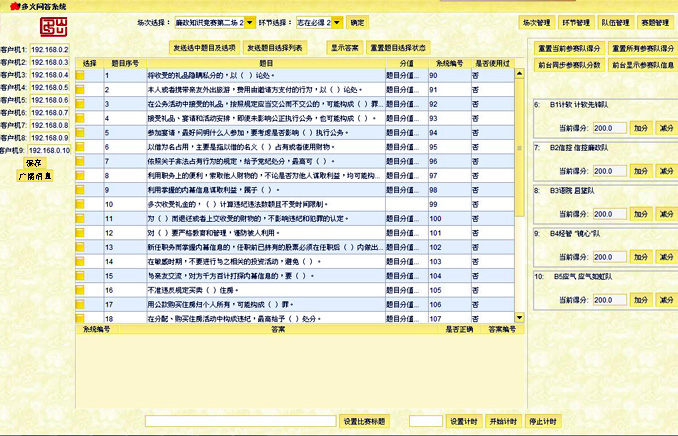 多灾问答系统
场次选择：廉政知识竞赛第二场 2 环节选择：志在必得 2 确定
场次管理 环节管理 队伍管理 赛题管理
发送选中题目及选项 发送题目选择列表 显示答案 重置题目选择状态
重置当前参赛队得分 重置所有参赛队得分
前台同步参赛队分数 前台显示参赛队信息
客户机1: 192.168.0.2
客户机2: 192.168.0.3
客户机3: 192.168.0.4
客户机4: 192.168.0.5
客户机5: 192.168.0.6
客户机6: 192.168.0.7
客户机7: 192.168.0.8
客户机8: 192.168.0.9
客户机9: 192.168.0.10
保存
广播消息
选择 题目序号 题目 分值 系统编号 是否使用过
1 将收受的礼品隐瞒私分的，以（ ）论处。 题目分值... 90 否
2 本人或者携带亲友外出旅游，费用由邀请方支付的行为，以（ ）论处。 题目分值... 91 否
3 在公务活动中接受的礼品，按照规定应当交公而不交公的，可能构成（ ）罪... 题目分值... 92 否
4 接受礼品、宴请和活动安排，即使未影响公正执行公务，也可能构成（ ）。 题目分值... 93 否
5 参加宴请，最好问明什么人参加，要考虑是否影响（ ）执行公务。 题目分值... 94 否
6 以借为名占用，主要是指以借的名义（ ）占有或者使用财物。 题目分值... 95 否
7 依照关于非法占有行为的规定，给予党纪处分，最高可（ ）。 题目分值... 96 否
8 利用职务上的便利，索取他人财物的，不论是否为他人谋取利益，均可能构... 题目分值... 97 否
9 利用掌握的内幕信息谋取利益，属于（ ）。 题目分值... 98 否
10 多次收受礼金的，（ ）计算违纪违法数额且不受时间限制。 99 否
11 为（ ）而退还或者上交收受的财物的，不影响违纪和犯罪的认定。 题目分值... 100 否
12 对（ ）要严格教育和管理，谨防被人利用。 题目分值... 101 否
13 新任职务而掌握内幕信息的，任职前已持有的股票必须在任职后（ ）内做出... 题目分值... 102 否
14 在敏感时期，不要进行与之相关的投资活动，避免（ ）。 题目分值... 103 否
15 与亲友交流，对方千方百计打探内幕信息的，要（ ）。 题目分值... 104 否
16 不准违反规定买卖（ ）住房。 题目分值... 105 否
17 用公款购买住房归个人所有，可能构成（ ）罪。 题目分值... 106 否
18 在分配、购买住房活动中构成违纪，最高给予（ ）处分。 题目分值... 107 否
系统编号 答案 是否正确 答案编号
6: B1计软 计软先锋队
当前得分: 200.0 加分 减分
7: B2信控 信控廉政队
当前得分: 200.0 加分 减分
8: B3语院 启望队
当前得分: 200.0 加分 减分
9: B4经管 “镜心”队
当前得分: 200.0 加分 减分
10: B5应气 应气如虹队
当前得分: 200.0 加分 减分
设置比赛标题 设置计时 开始计时 停止计时